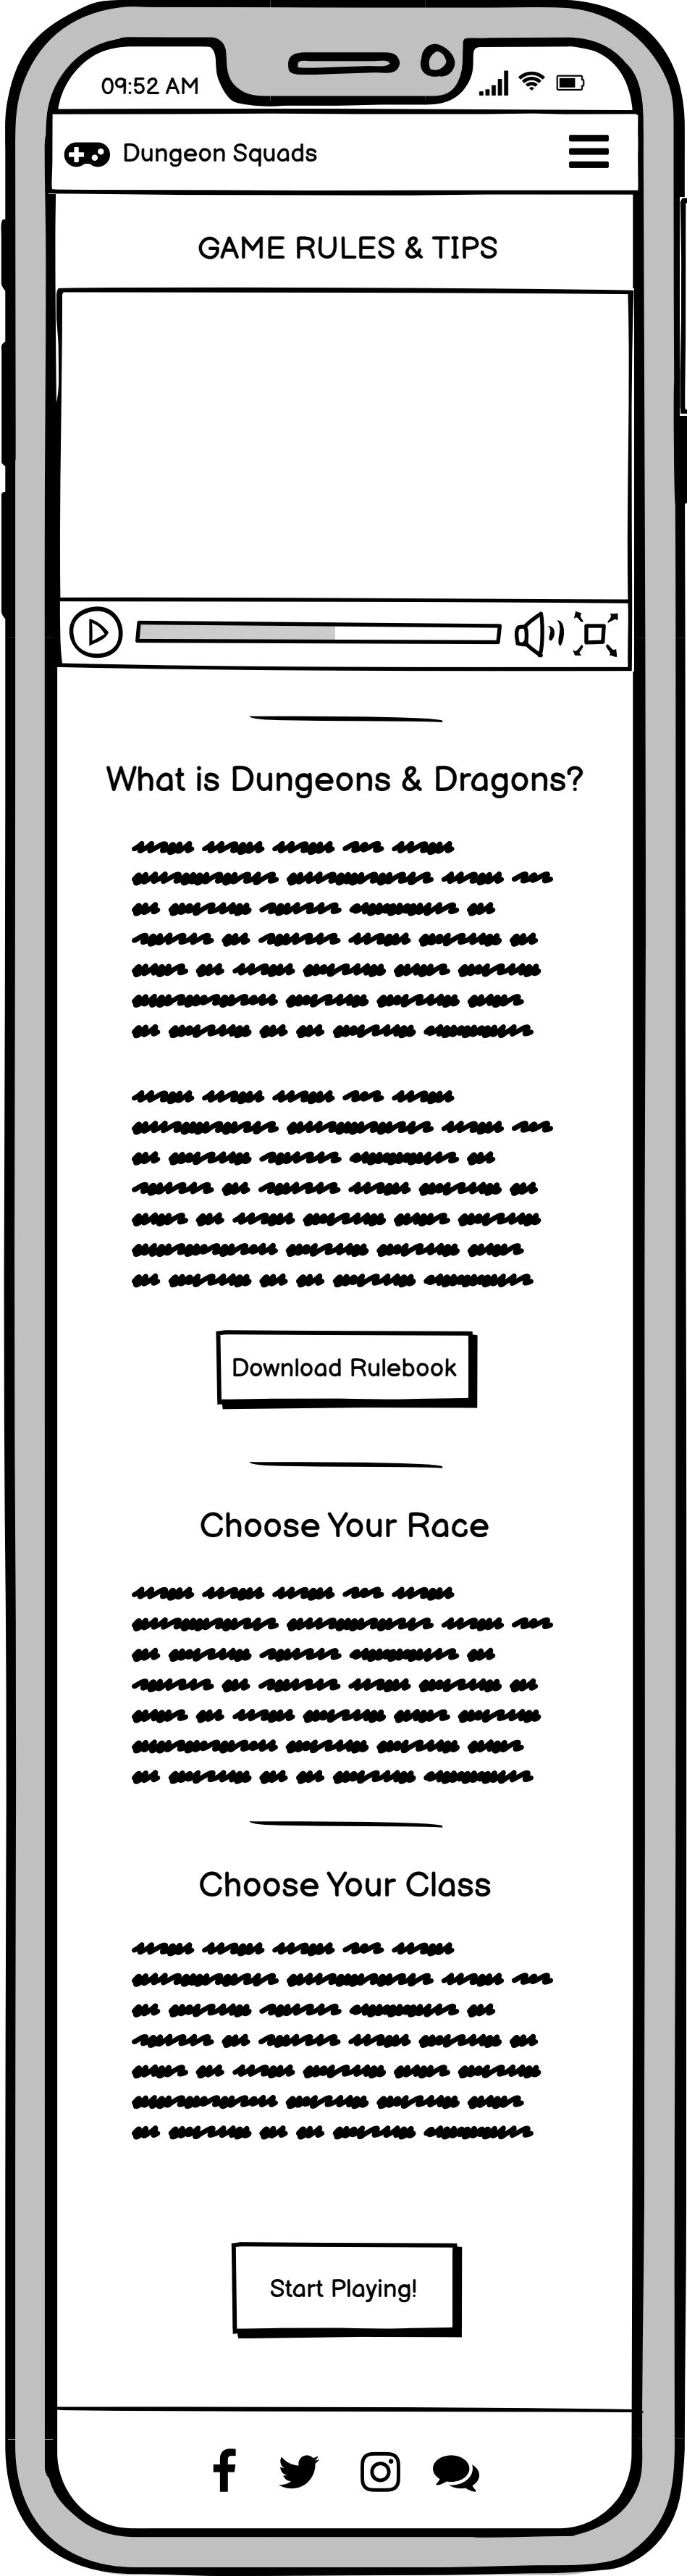 09:52 AM
Dungeon Squads
GAME RULES & TIPS
What is Dungeons & Dragons?
Download Rulebook
Choose Your Race
Choose Your Class
Start Playing!